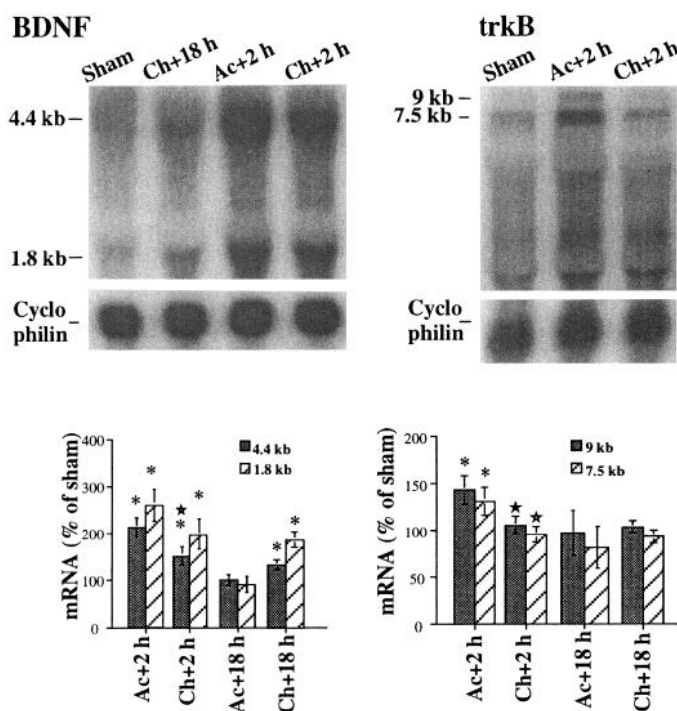 BDNF
Sham Ch+18 h Ac+2 h Ch+2 h
4.4 kb
1.8 kb
Cyclo
philin
trkB
Sham Ac+2 h Ch+2 h
9 kb
7.5 kb
Cyclo
philin
mRNA (% of sham)
400
300
200
100
0
4.4 kb
1.8 kb
* * ★ * * * *
Ac+2 h Ch+2 h Ac+18 h Ch+18 h
mRNA (% of sham)
200
150
100
50
0
9 kb
7.5 kb
* * ★ ★
Ac+2 h Ch+2 h Ac+18 h Ch+18 h